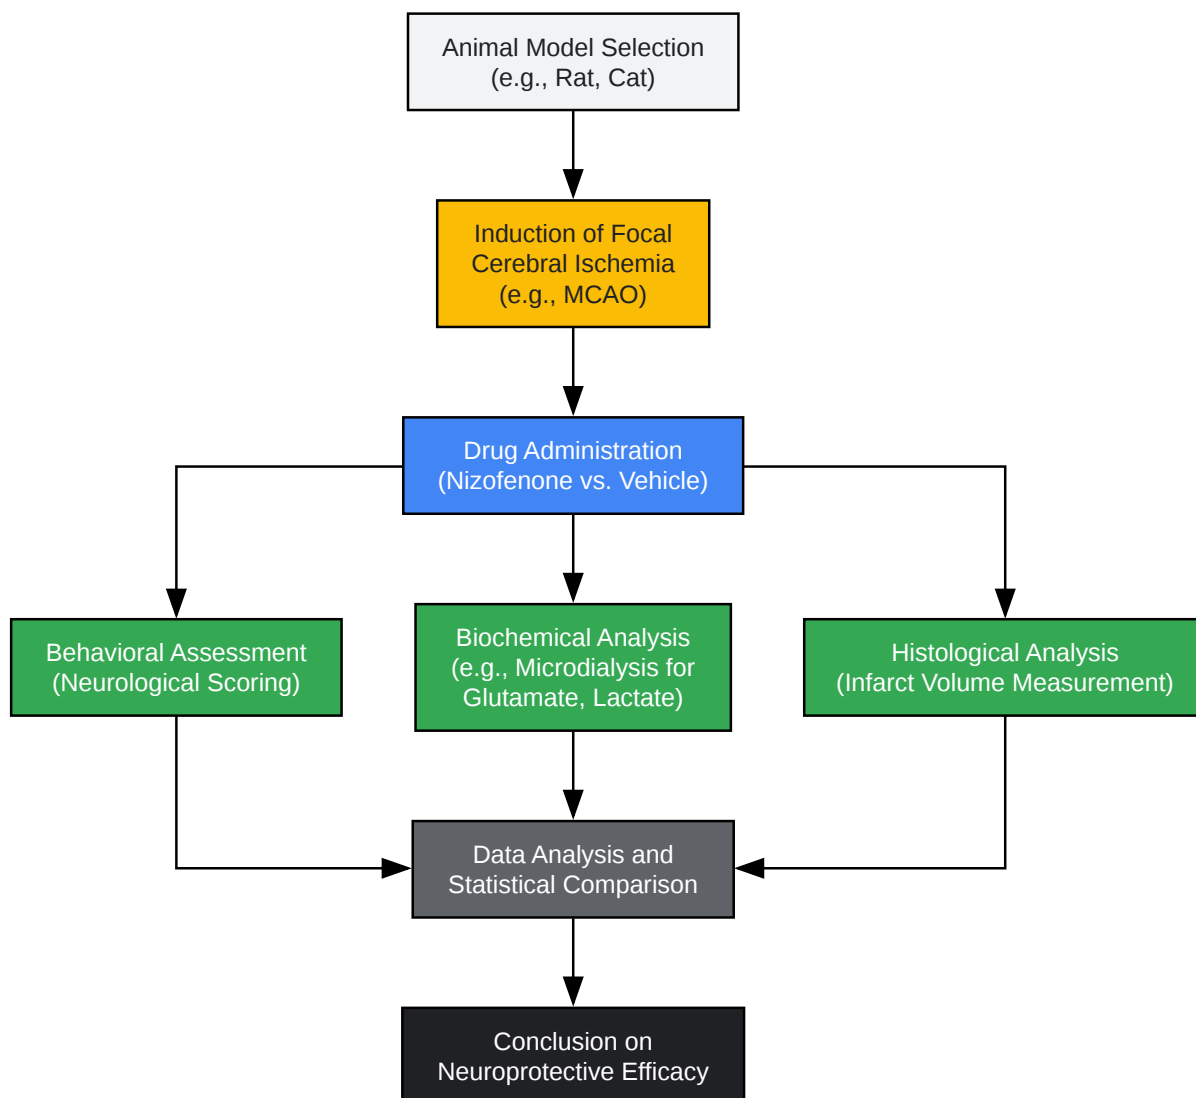 Animal Model Selection
(e.g., Rat, Cat)
Induction of Focal
Cerebral Ischemia
(e.g., MCAO)
Drug Administration
(Nizofenone vs. Vehicle)
Behavioral Assessment
(Neurological Scoring)
Biochemical Analysis
(e.g., Microdialysis for
Glutamate, Lactate)
Histological Analysis
(Infarct Volume Measurement)
Data Analysis and
Statistical Comparison
Conclusion on
Neuroprotective Efficacy